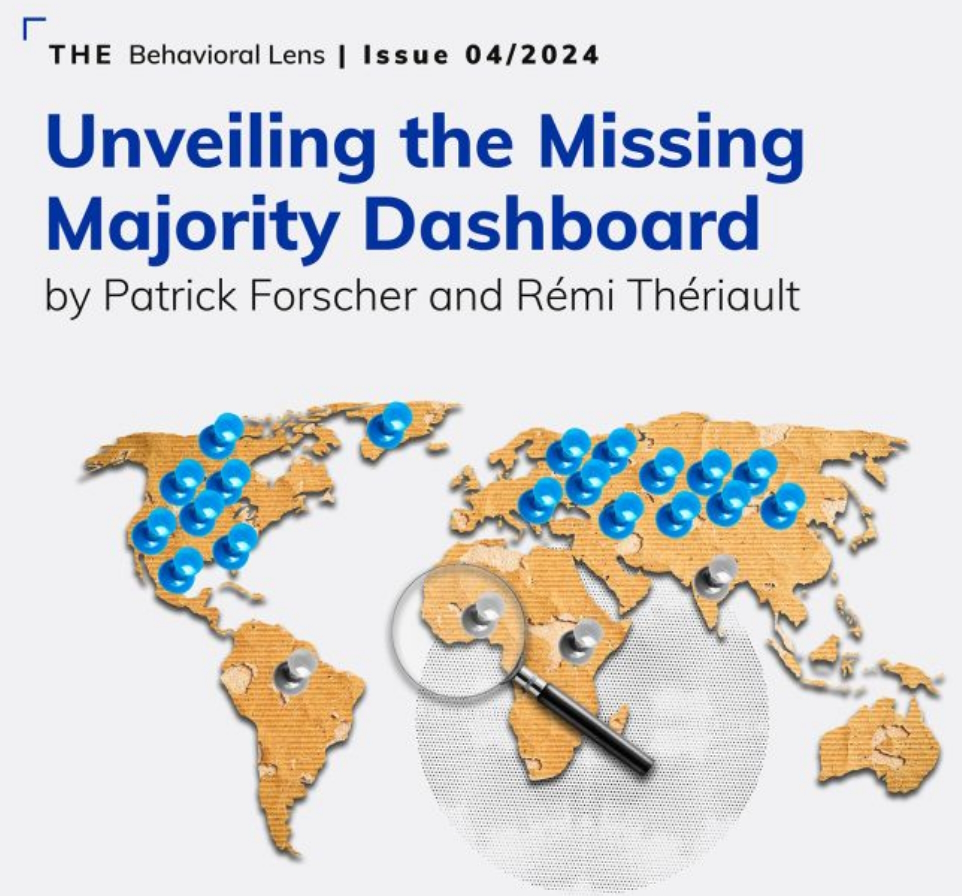 THE Behavioral Lens | Issue 04/2024
Unveiling the Missing
Majority Dashboard
by Patrick Forscher and Rémi Thériault